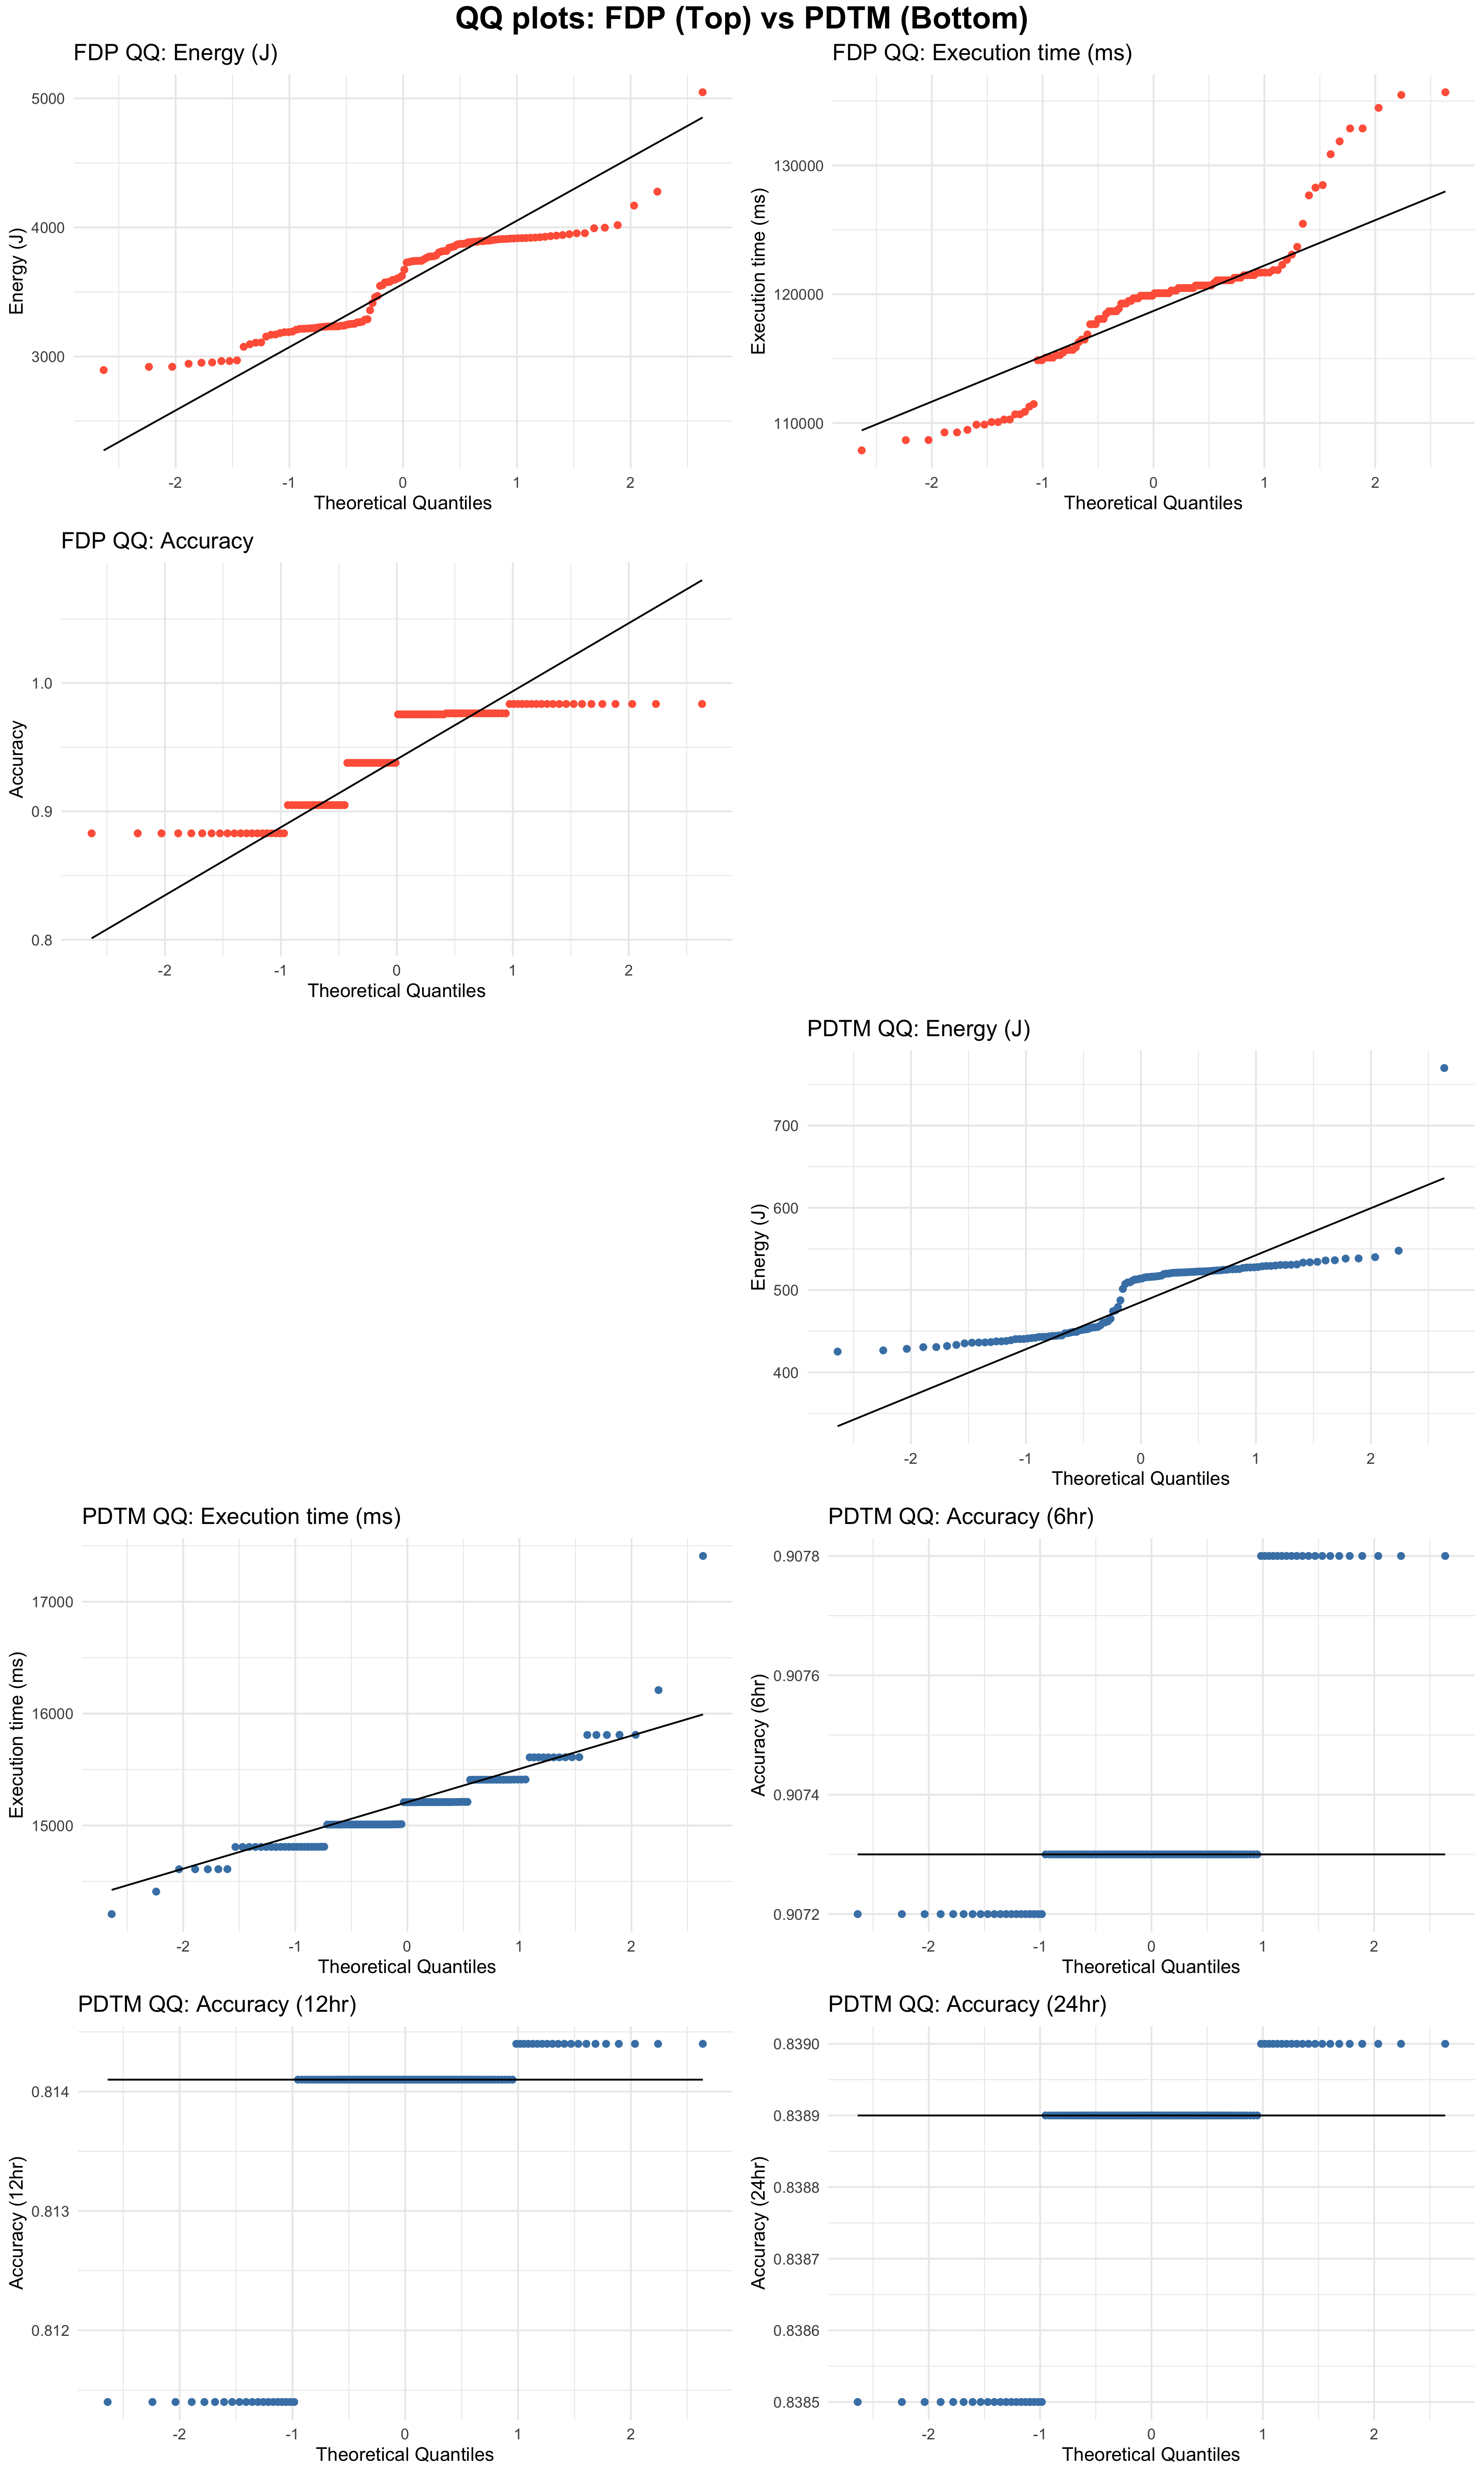 QQ plots: FDP (Top) vs PDTM (Bottom)
FDP QQ: Energy (J)
5000
4000
3000
Energy (J)
-2 -1 0 1 2
Theoretical Quantiles
FDP QQ: Execution time (ms)
130000
120000
110000
Execution time (ms)
-2 -1 0 1 2
Theoretical Quantiles
FDP QQ: Accuracy
1.0
0.9
0.8
Accuracy
-2 -1 0 1 2
Theoretical Quantiles
PDTM QQ: Energy (J)
700
600
500
400
Energy (J)
-2 -1 0 1 2
Theoretical Quantiles
PDTM QQ: Execution time (ms)
17000
16000
15000
Execution time (ms)
-2 -1 0 1 2
Theoretical Quantiles
PDTM QQ: Accuracy (6hr)
0.9078
0.9076
0.9074
0.9072
Accuracy (6hr)
-2 -1 0 1 2
Theoretical Quantiles
PDTM QQ: Accuracy (12hr)
0.814
0.813
0.812
Accuracy (12hr)
-2 -1 0 1 2
Theoretical Quantiles
PDTM QQ: Accuracy (24hr)
0.8390
0.8389
0.8388
0.8387
0.8386
0.8385
Accuracy (24hr)
-2 -1 0 1 2
Theoretical Quantiles